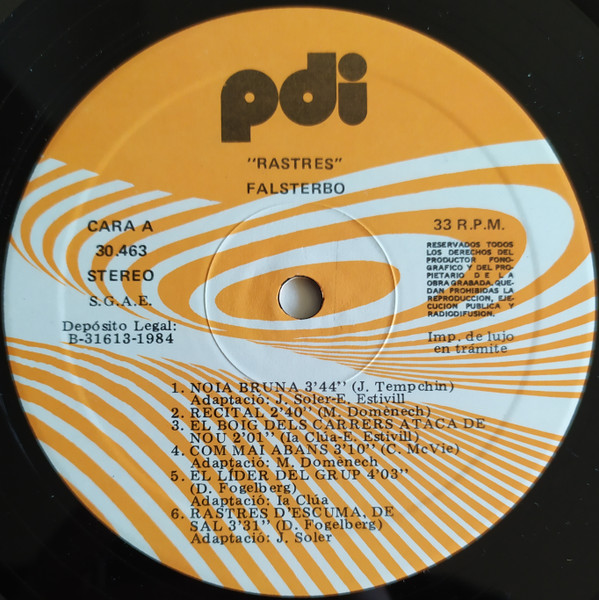 pdi
"RASTRES"
FALSTERBO
CARA A
30.463
STEREO
S.G.A.E.
Depósito Legal:
B-31613-1984
33 R.P.M.
RESERVADOS TODOS
LOS DERECHOS DEL
PRODUCTOR FONO-
GRAFICO Y DEL PRO-
PIETARIO DE LA
OBRA GRABADA. QUE-
DAN PROHIBIDAS LA
REPRODUCCION, EJE-
CUCION PUBLICA Y
RADIODIFUSION.
Imp. de lujo
en trámite
1. NOIA BRUNA 3'44" (J. Tempchin)
Adaptació: J. Soler-E. Estivill
2. RECITAL 2'40" (M. Domènech)
3. EL BOIG DELS CARRERS ATACA DE
NOU 2'01" (Ia Clúa-E. Estivill)
4. COM MAI ABANS 3'10" (C. McVie)
Adaptació: M. Domènech
5. EL LÍDER DEL GRUP 4'03"
(D. Fogelberg)
Adaptació: Ia Clúa
6. RASTRES D'ESCUMA, DE
SAL 3'31" (D. Fogelberg)
Adaptació: J. Soler